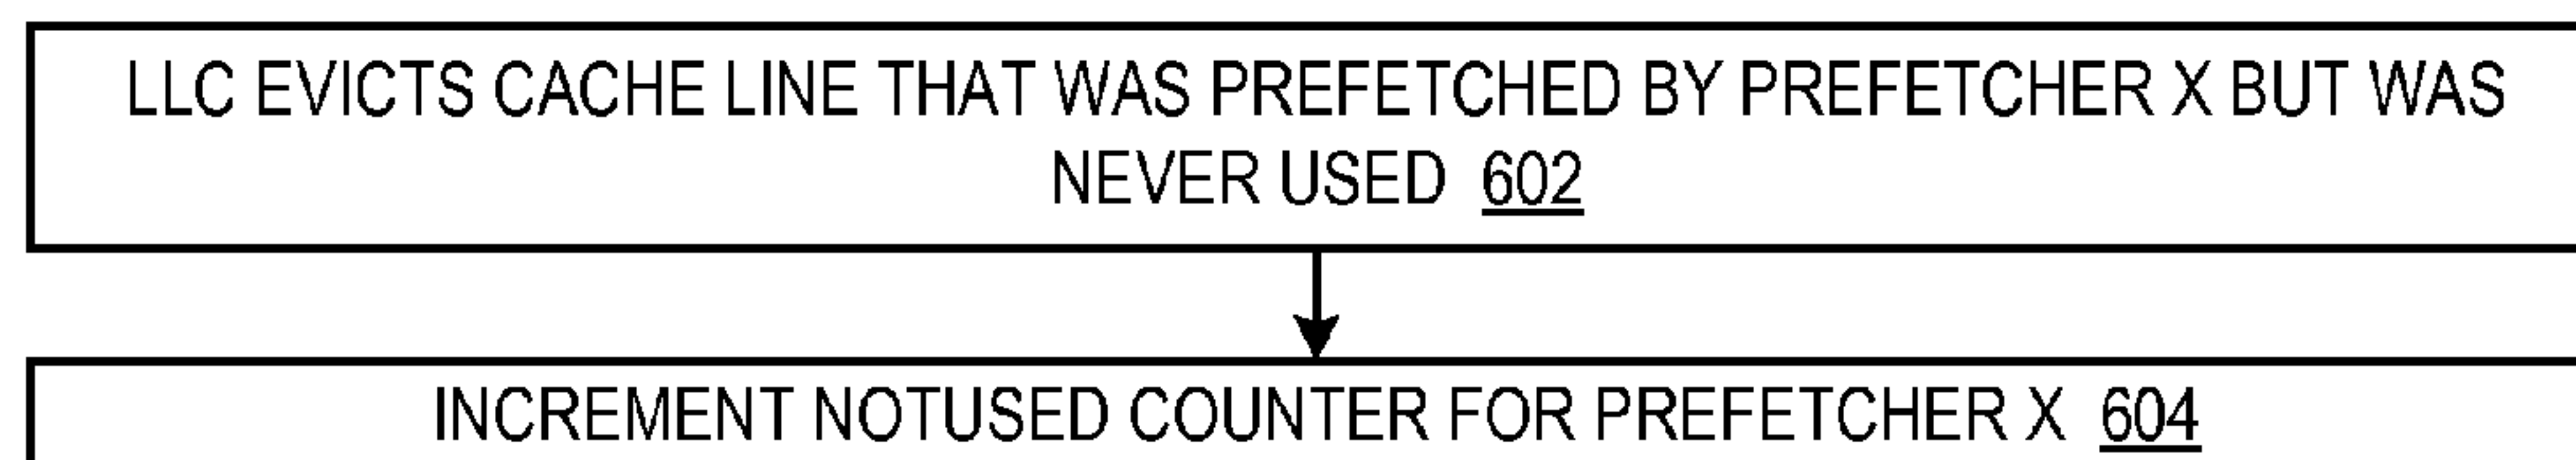 LLC EVICTS CACHE LINE THAT WAS PREFETCHED BY PREFETCHER X BUT WAS
NEVER USED 602
INCREMENT NOTUSED COUNTER FOR PREFETCHER X 604